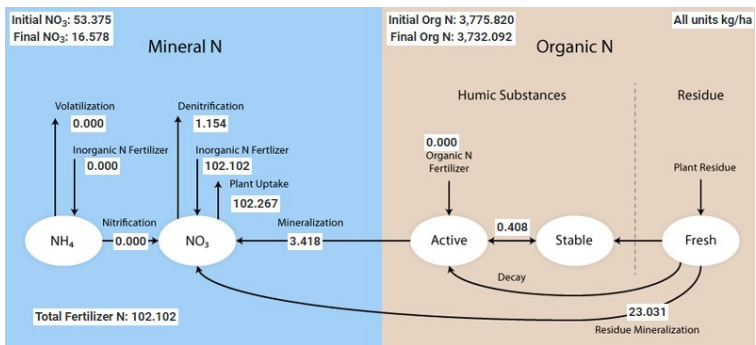 Initial NO₃: 53.375
Final NO₃: 16.578
Mineral N
Initial Org N: 3,775.820
Final Org N: 3,732.092
All units kg/ha
Organic N
Humic Substances
Residue
Volatilization
0.000
Denitrification
1.154
Inorganic N Fertilizer
0.000
Inorganic N Fertlizer
102.102
Plant Uptake
102.267
0.000
Organic N
Fertilizer
Plant Residue
NH₄
Nitrification
0.000
NO₃
Mineralization
3.418
Active
0.408
Stable
Fresh
Decay
Total Fertilizer N: 102.102
23.031
Residue Mineralization